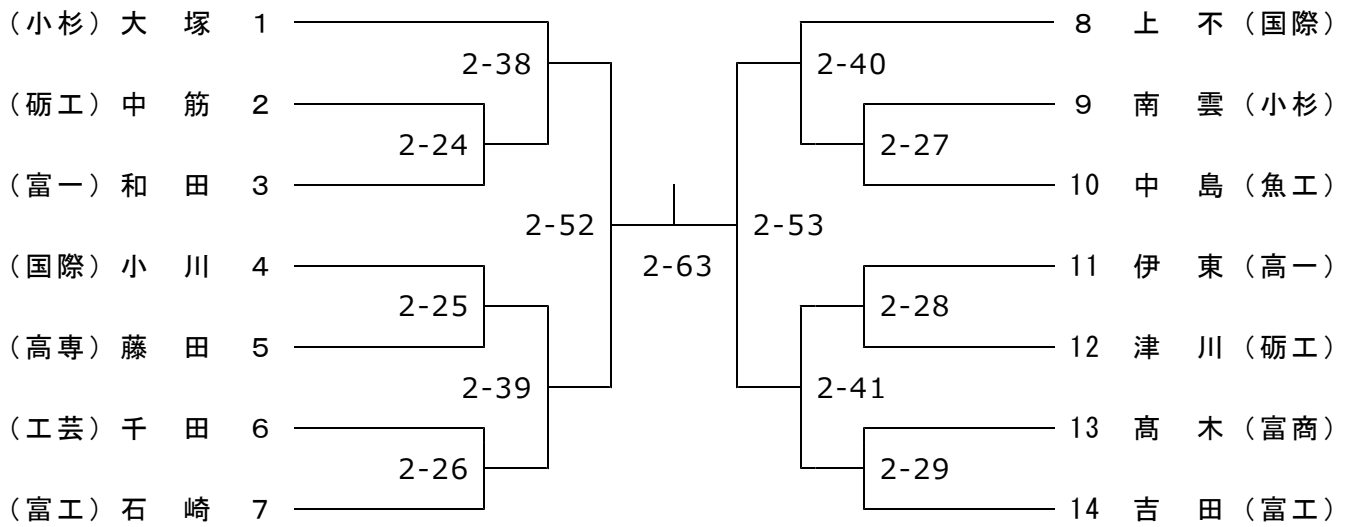 (小杉) 大 塚 1
8 上 不 (国際)
2-38
2-40
(砺工) 中 筋 2
9 南 雲 (小杉)
2-24
2-27
(富一) 和 田 3
10 中 島 (魚工)
2-52
2-53
(国際) 小 川 4
2-63
11 伊 東 (高一)
2-25
2-28
(高専) 藤 田 5
12 津 川 (砺工)
2-39
2-41
(工芸) 千 田 6
13 髙 木 (富商)
2-26
2-29
(富工) 石 崎 7
14 吉 田 (富工)